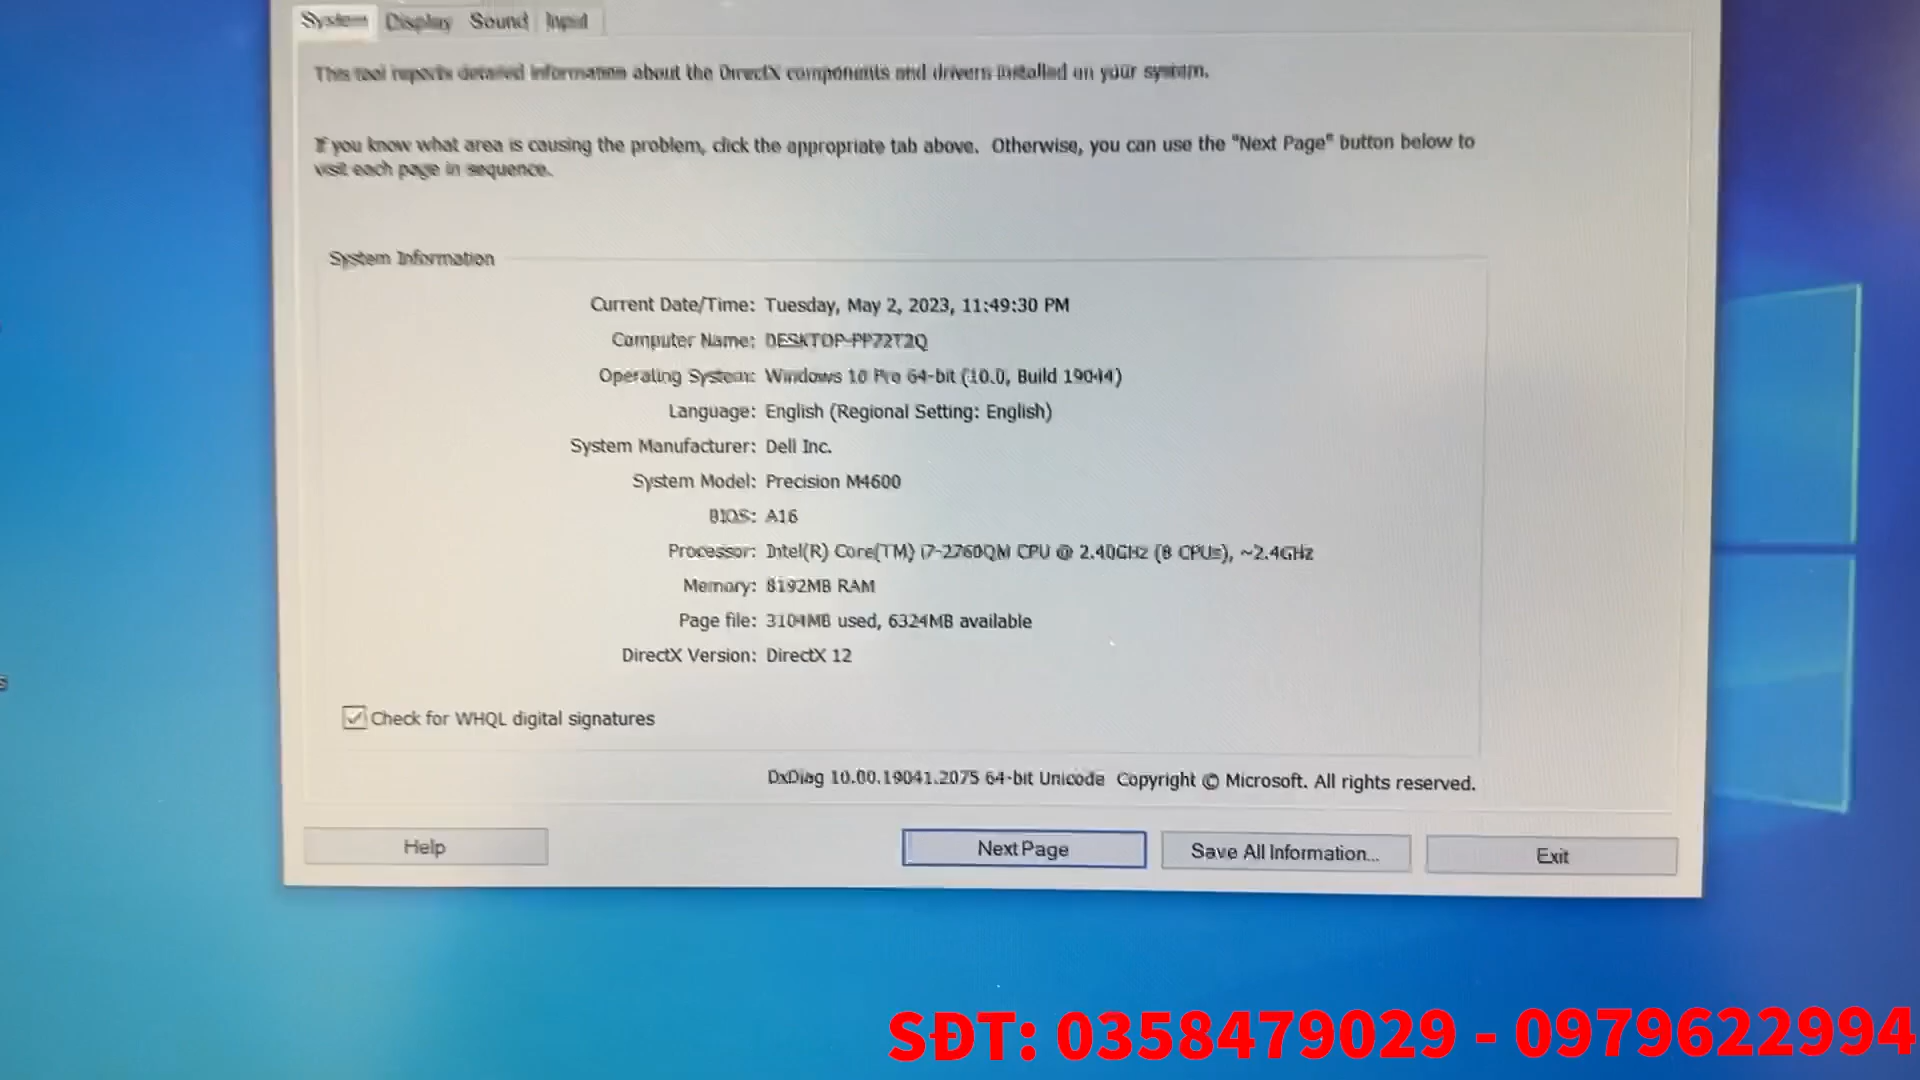 System Display Sound Input
This tool reports detailed information about the DirectX components and drivers installed on your system.
If you know what area is causing the problem, click the appropriate tab above.  Otherwise, you can use the "Next Page" button below to
visit each page in sequence.
System Information
Current Date/Time: Tuesday, May 2, 2023, 11:49:30 PM
Computer Name: DESKTOP-PP72T2Q
Operating System: Windows 10 Pro 64-bit (10.0, Build 19044)
Language: English (Regional Setting: English)
System Manufacturer: Dell Inc.
System Model: Precision M4600
BIOS: A16
Processor: Intel(R) Core(TM) i7-2760QM CPU @ 2.40GHz (8 CPUs), ~2.4GHz
Memory: 8192MB RAM
Page file: 3104MB used, 6324MB available
DirectX Version: DirectX 12
Check for WHQL digital signatures
DxDiag 10.00.19041.2075 64-bit Unicode  Copyright © Microsoft. All rights reserved.
Help Next Page Save All Information... Exit
s
SĐT: 0358479029 - 0979622994